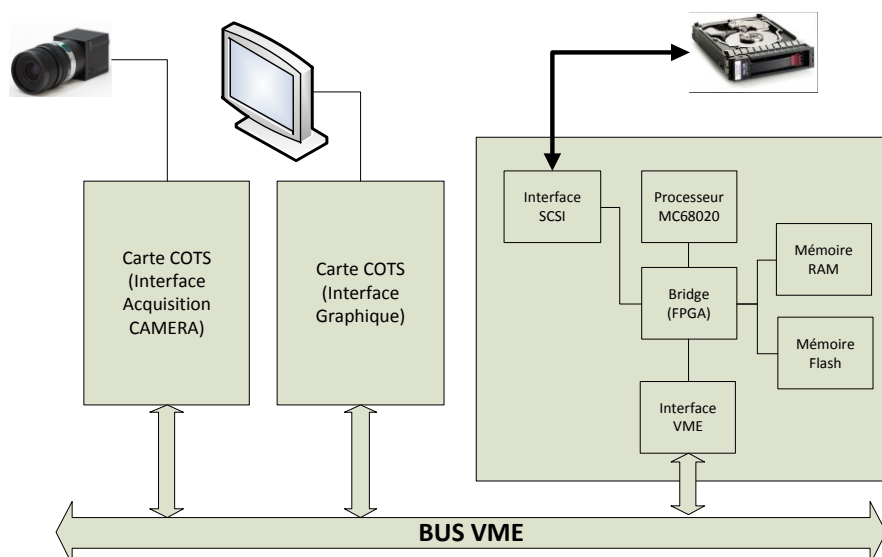 Carte COTS
(Interface
Acquisition
CAMERA)
Carte COTS
(Interface
Graphique)
Interface
SCSI
Processeur
MC68020
Mémoire
RAM
Bridge
(FPGA)
Mémoire
Flash
Interface
VME
BUS VME